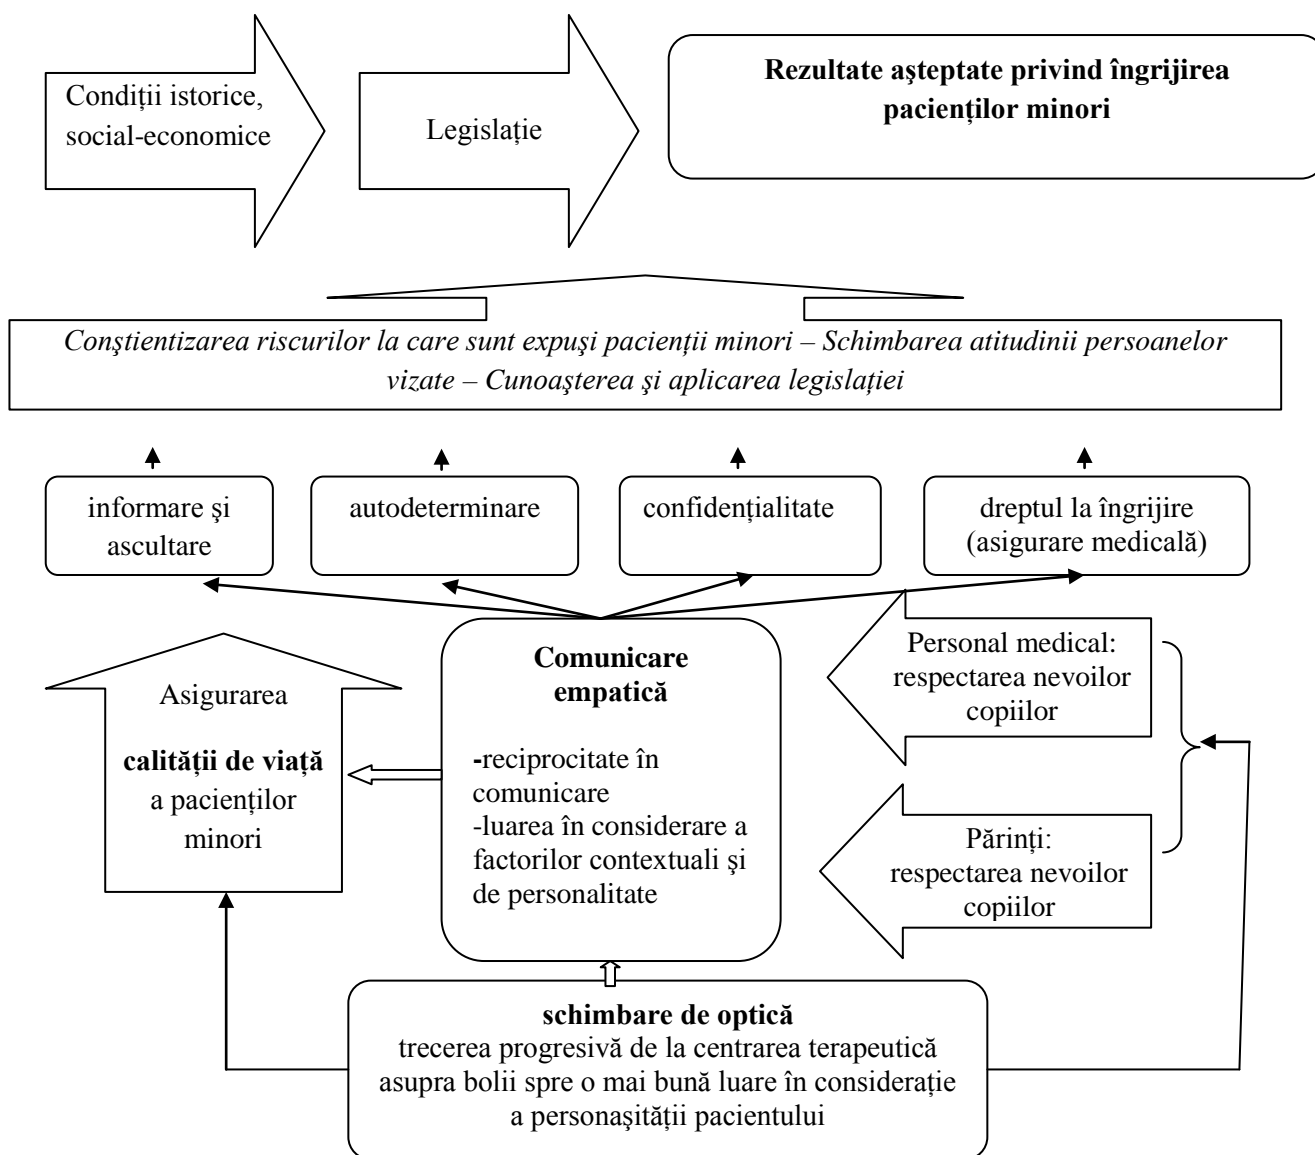 Condiții istorice,
social-economice
Legislație
Rezultate aşteptate privind îngrijirea
pacienților minori
Conştientizarea riscurilor la care sunt expuşi pacienții minori – Schimbarea atitudinii persoanelor
vizate – Cunoaşterea şi aplicarea legislației
informare şi
ascultare
autodeterminare
confidențialitate
dreptul la îngrijire
(asigurare medicală)
Asigurarea
calității de viață
a pacienților
minori
Comunicare
empatică
-reciprocitate în
comunicare
-luarea în considerare a
factorilor contextuali şi
de personalitate
Personal medical:
respectarea nevoilor
copiilor
Părinți:
respectarea nevoilor
copiilor
schimbare de optică
trecerea progresivă de la centrarea terapeutică
asupra bolii spre o mai bună luare în considerație
a personaşității pacientului